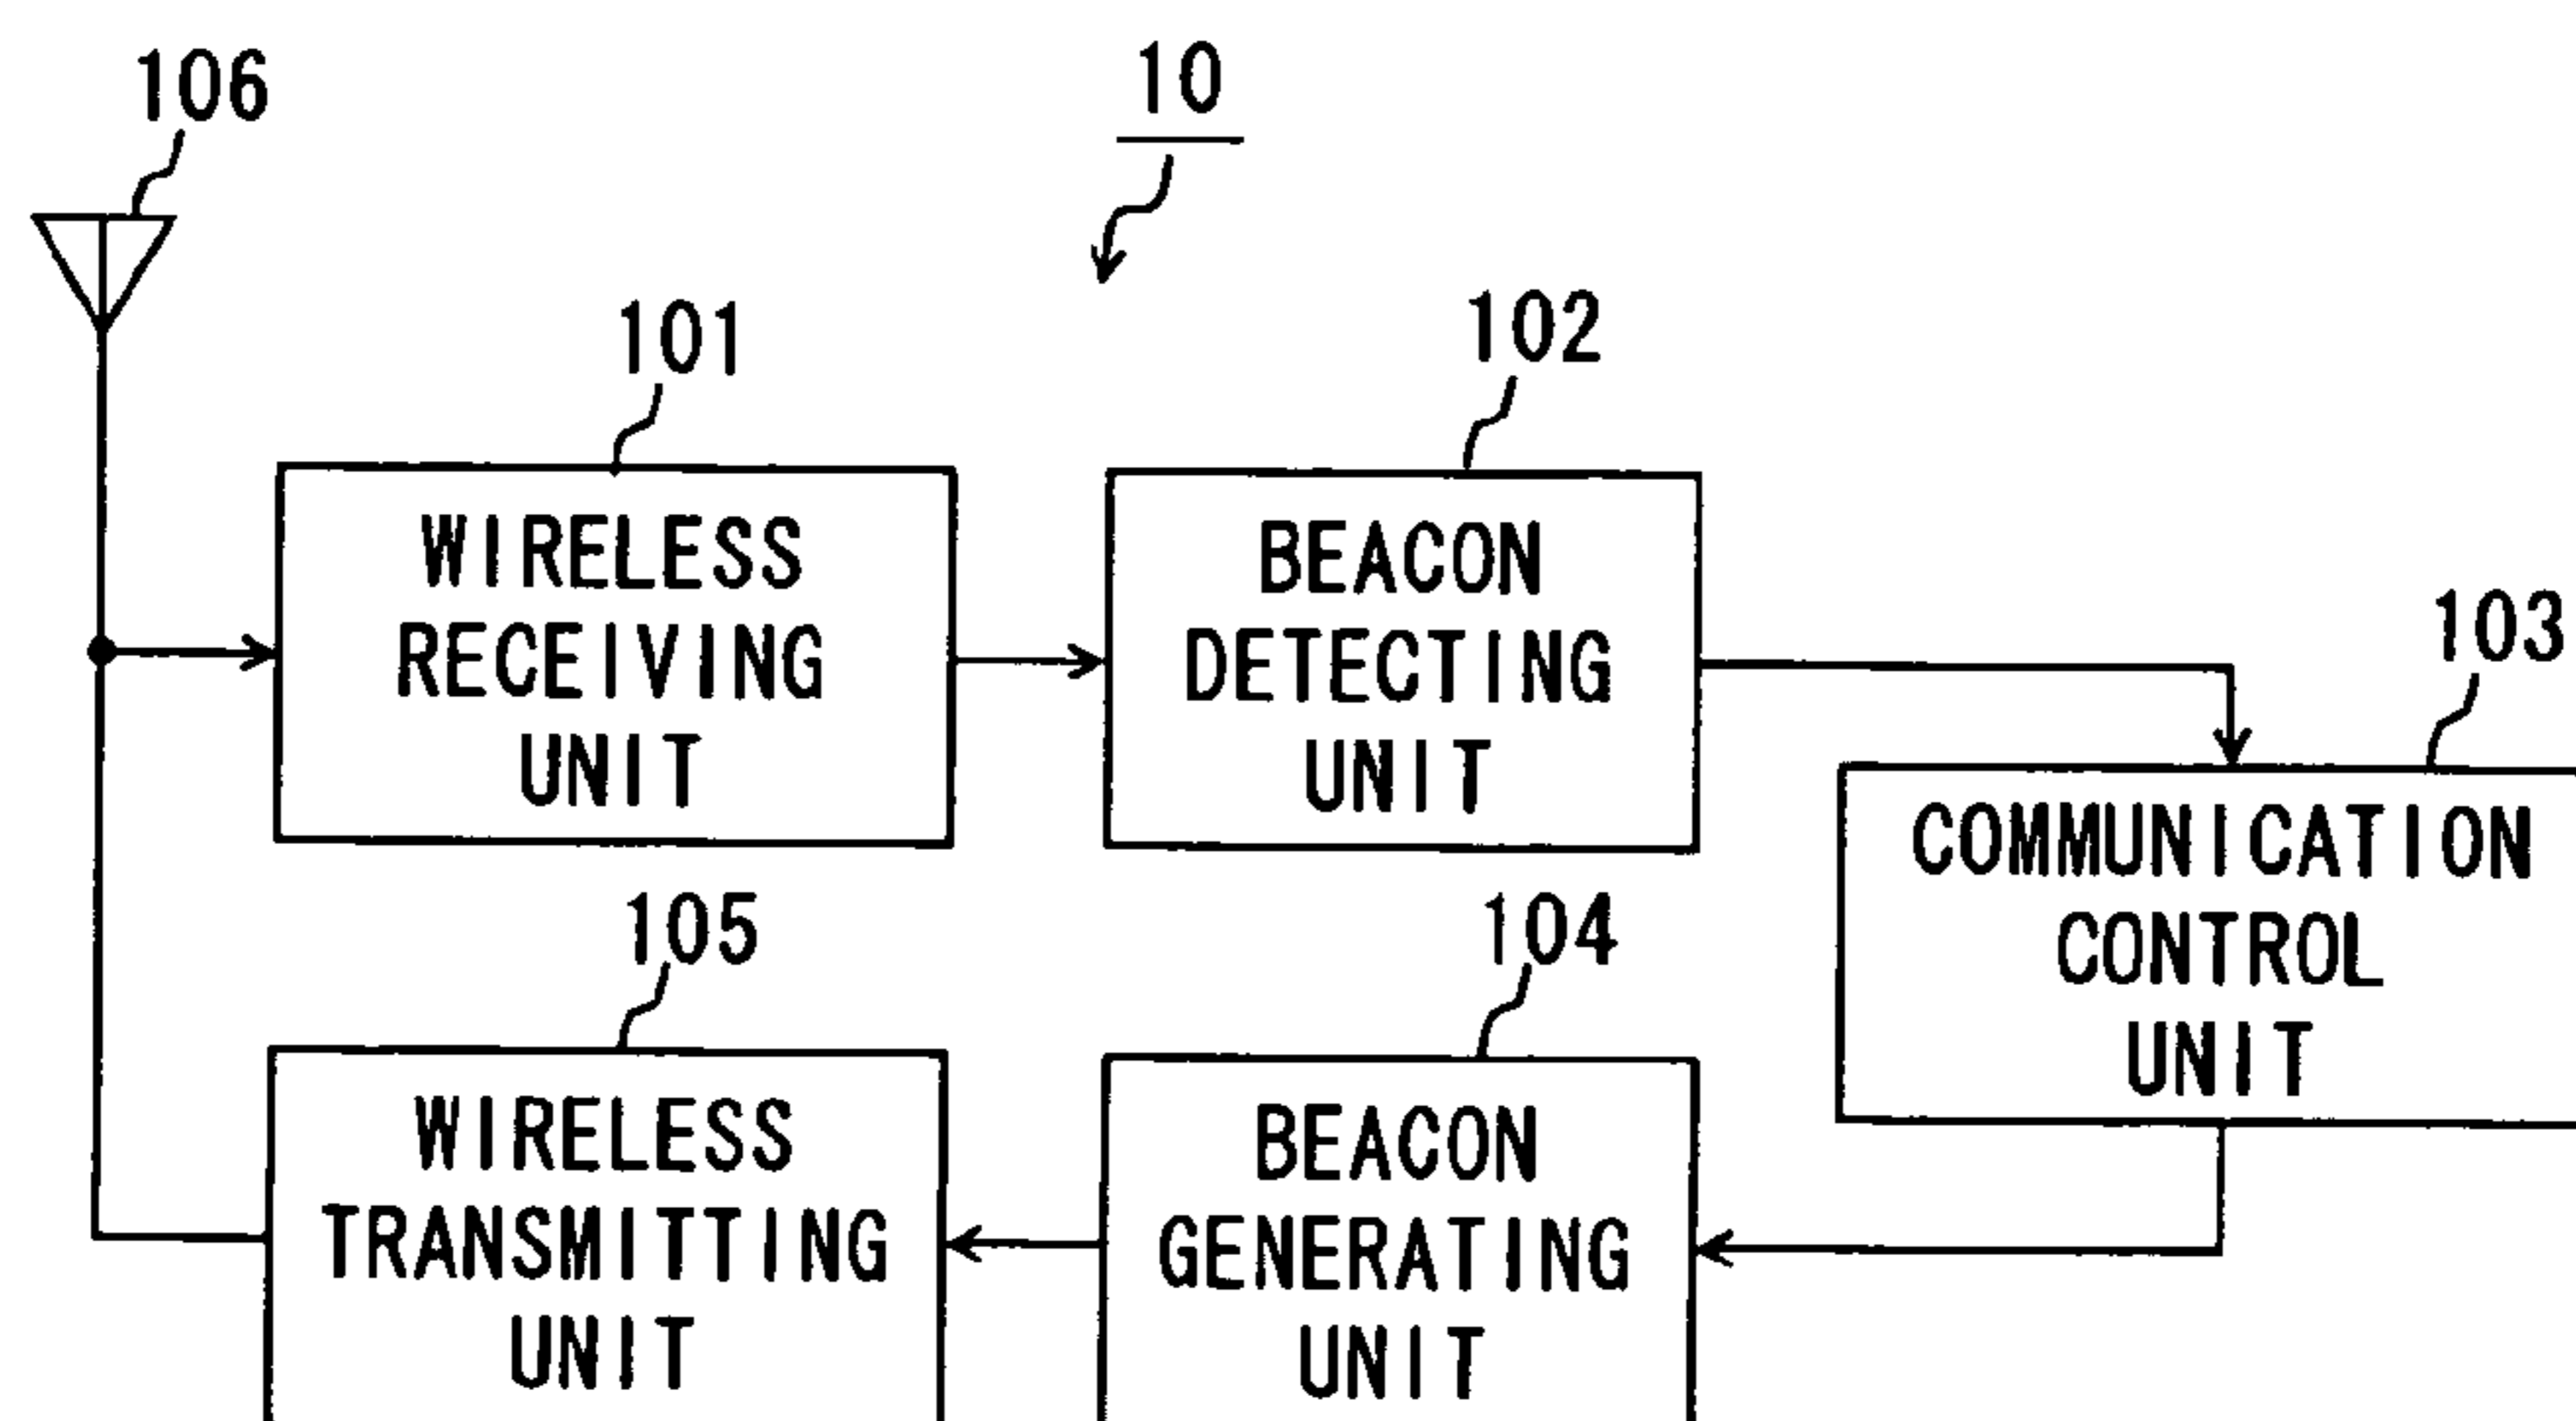 106
10
101
102
WIRELESS
RECEIVING
UNIT
BEACON
DETECTING
UNIT
103
COMMUNICATION
CONTROL
UNIT
105
104
WIRELESS
TRANSMITTING
UNIT
BEACON
GENERATING
UNIT